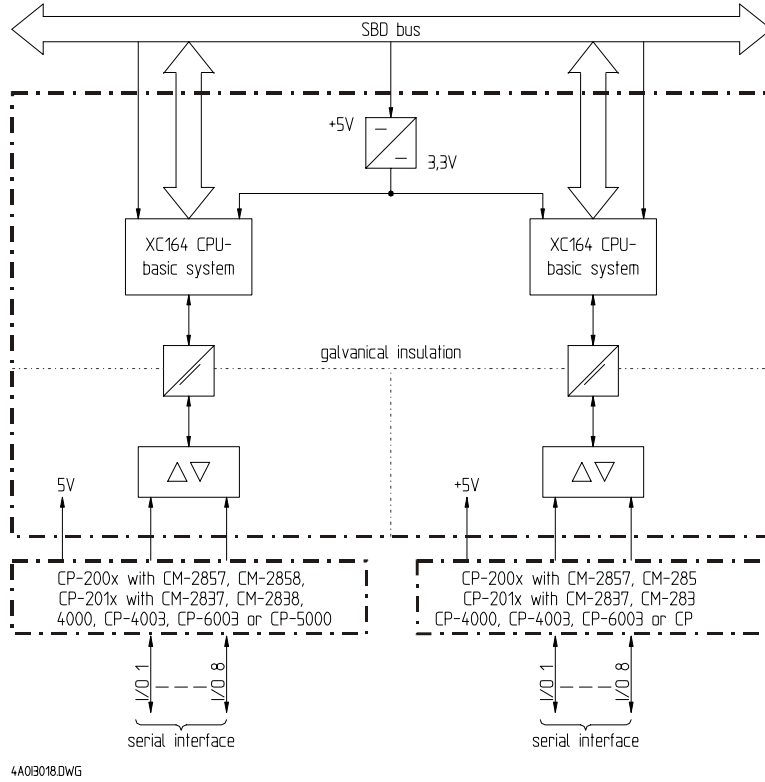 SBD bus
+5V
3,3V
XC164 CPU-
basic system
XC164 CPU-
basic system
galvanical insulation
5V
+5V
CP-200x with CM-2857, CM-2858,
CP-201x with CM-2837, CM-2838,
4000, CP-4003, CP-6003 or CP-5000
CP-200x with CM-2857, CM-285
CP-201x with CM-2837, CM-283
CP-4000, CP-4003, CP-6003 or CP
I/O 1
I/O 8
I/O 1
I/O 8
serial interface
serial interface
4A013018.DWG